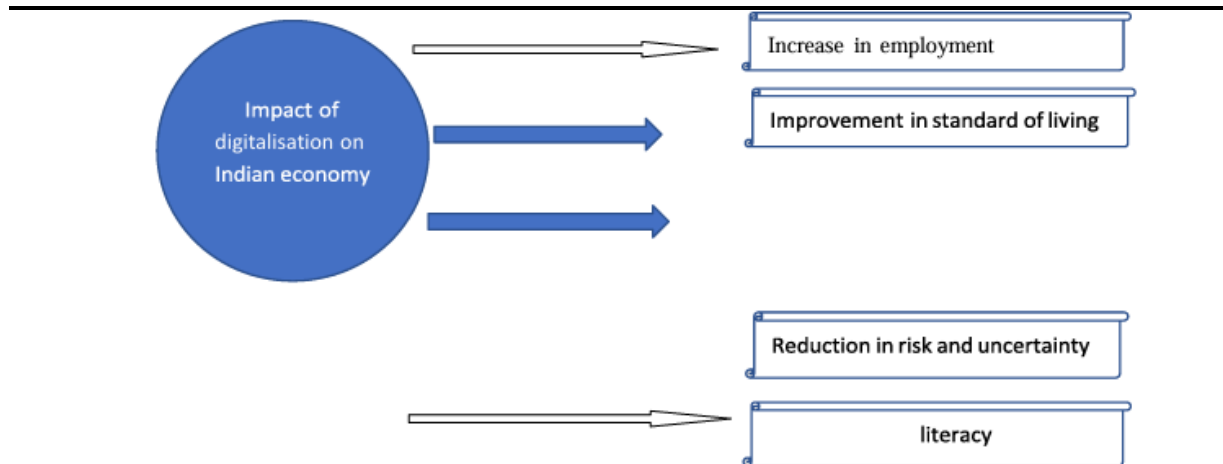 Impact of
digitalisation on
Indian economy
Increase in employment
Improvement in standard of living
Reduction in risk and uncertainty
literacy